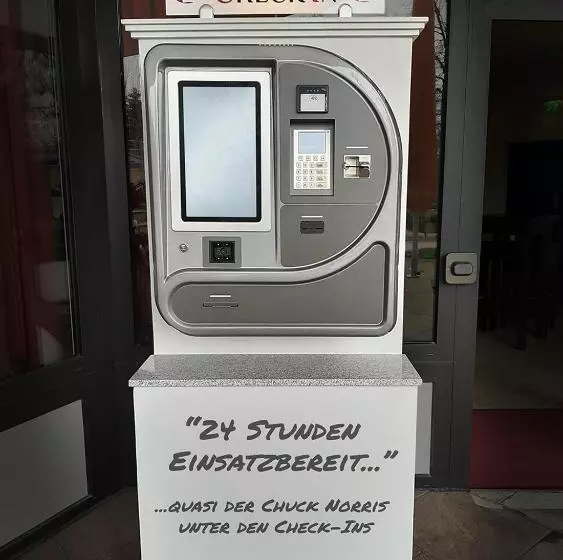 "24 STUNDEN
EINSATZBEREIT..."
...QUASI DER CHUCK NORRIS
UNTER DEN CHECK-INS